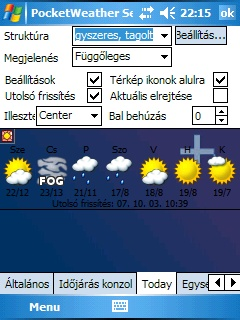 PocketWeather Se 22:15 ok
Struktúra gyszeres, tagolt Beállítás...
Megjelenés Függőleges
Beállítások Térkép ikonok alulra
Utolsó frissítés Aktuális elrejtése
Illeszte Center Bal behúzás 0
Sze Cs P Szo V H K
FOG
22/12 23/13 21/11 17/8 18/8 19/8 19/7
Utolsó frissítés: 07. 10. 03. 10:39
Általános Időjárás konzol Today Egysé
Menu